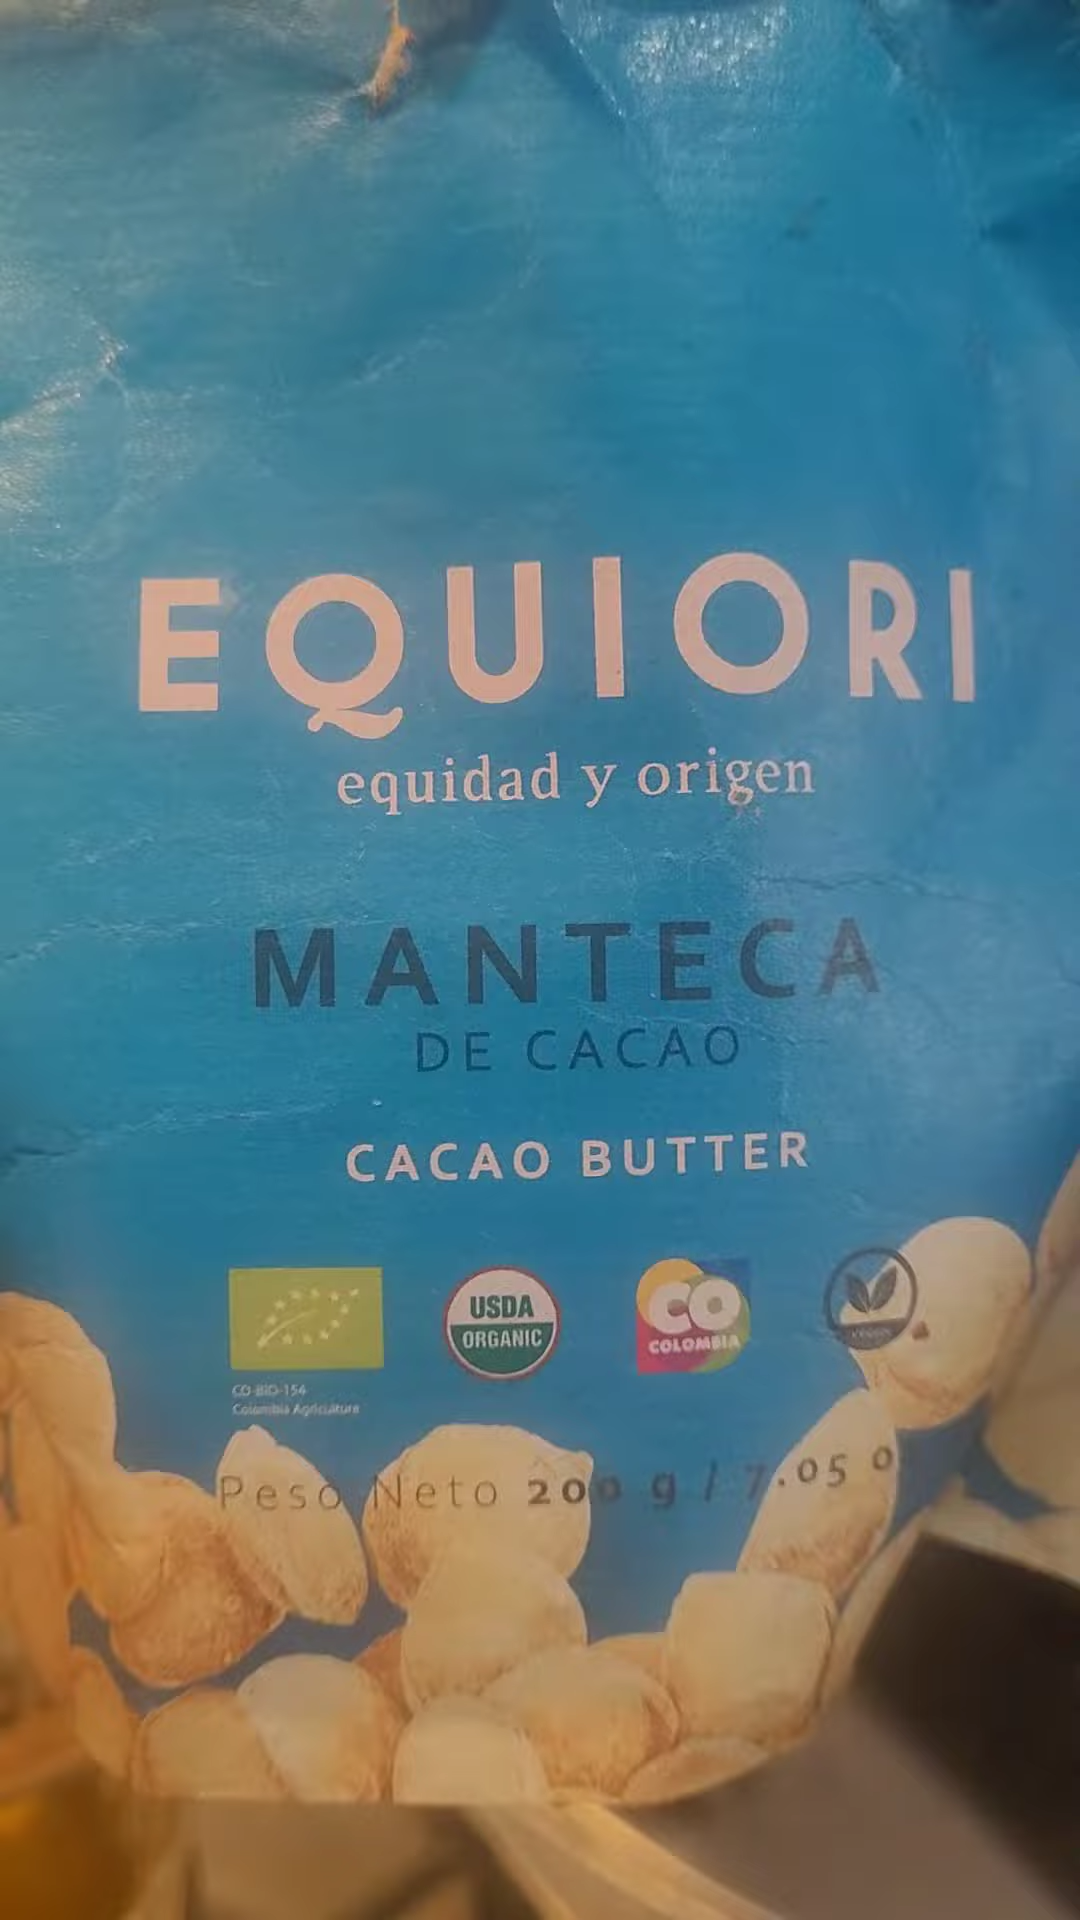 EQUIORI
equidad y origen
MANTECA
DE CACAO
CACAO BUTTER
USDA
ORGANIC
CO
COLOMBIA
CO-BIO-154
Colombia Agriculture
Peso Neto 200 g / 7.05 o